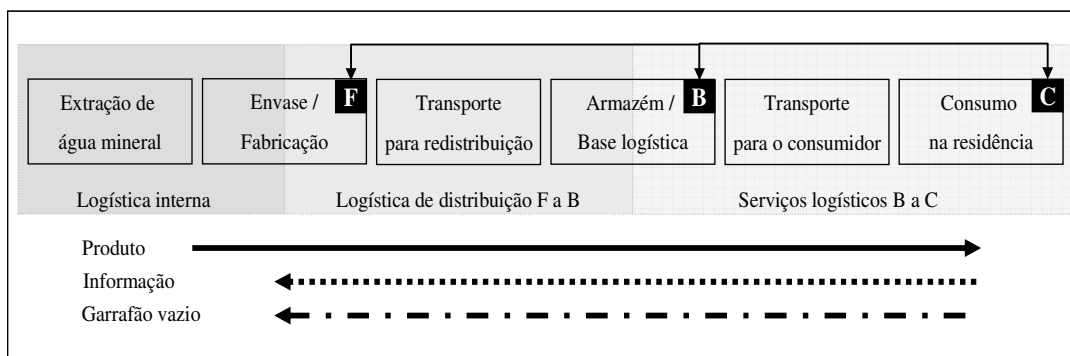 Extração de
água mineral
Envase /
Fabricação
F
Transporte
para redistribuição
Armazém /
Base logística
B
Transporte
para o consumidor
Consumo
na residência
C
Logística interna
Logística de distribuição F a B
Serviços logísticos B a C
Produto
Informação
Garrafão vazio